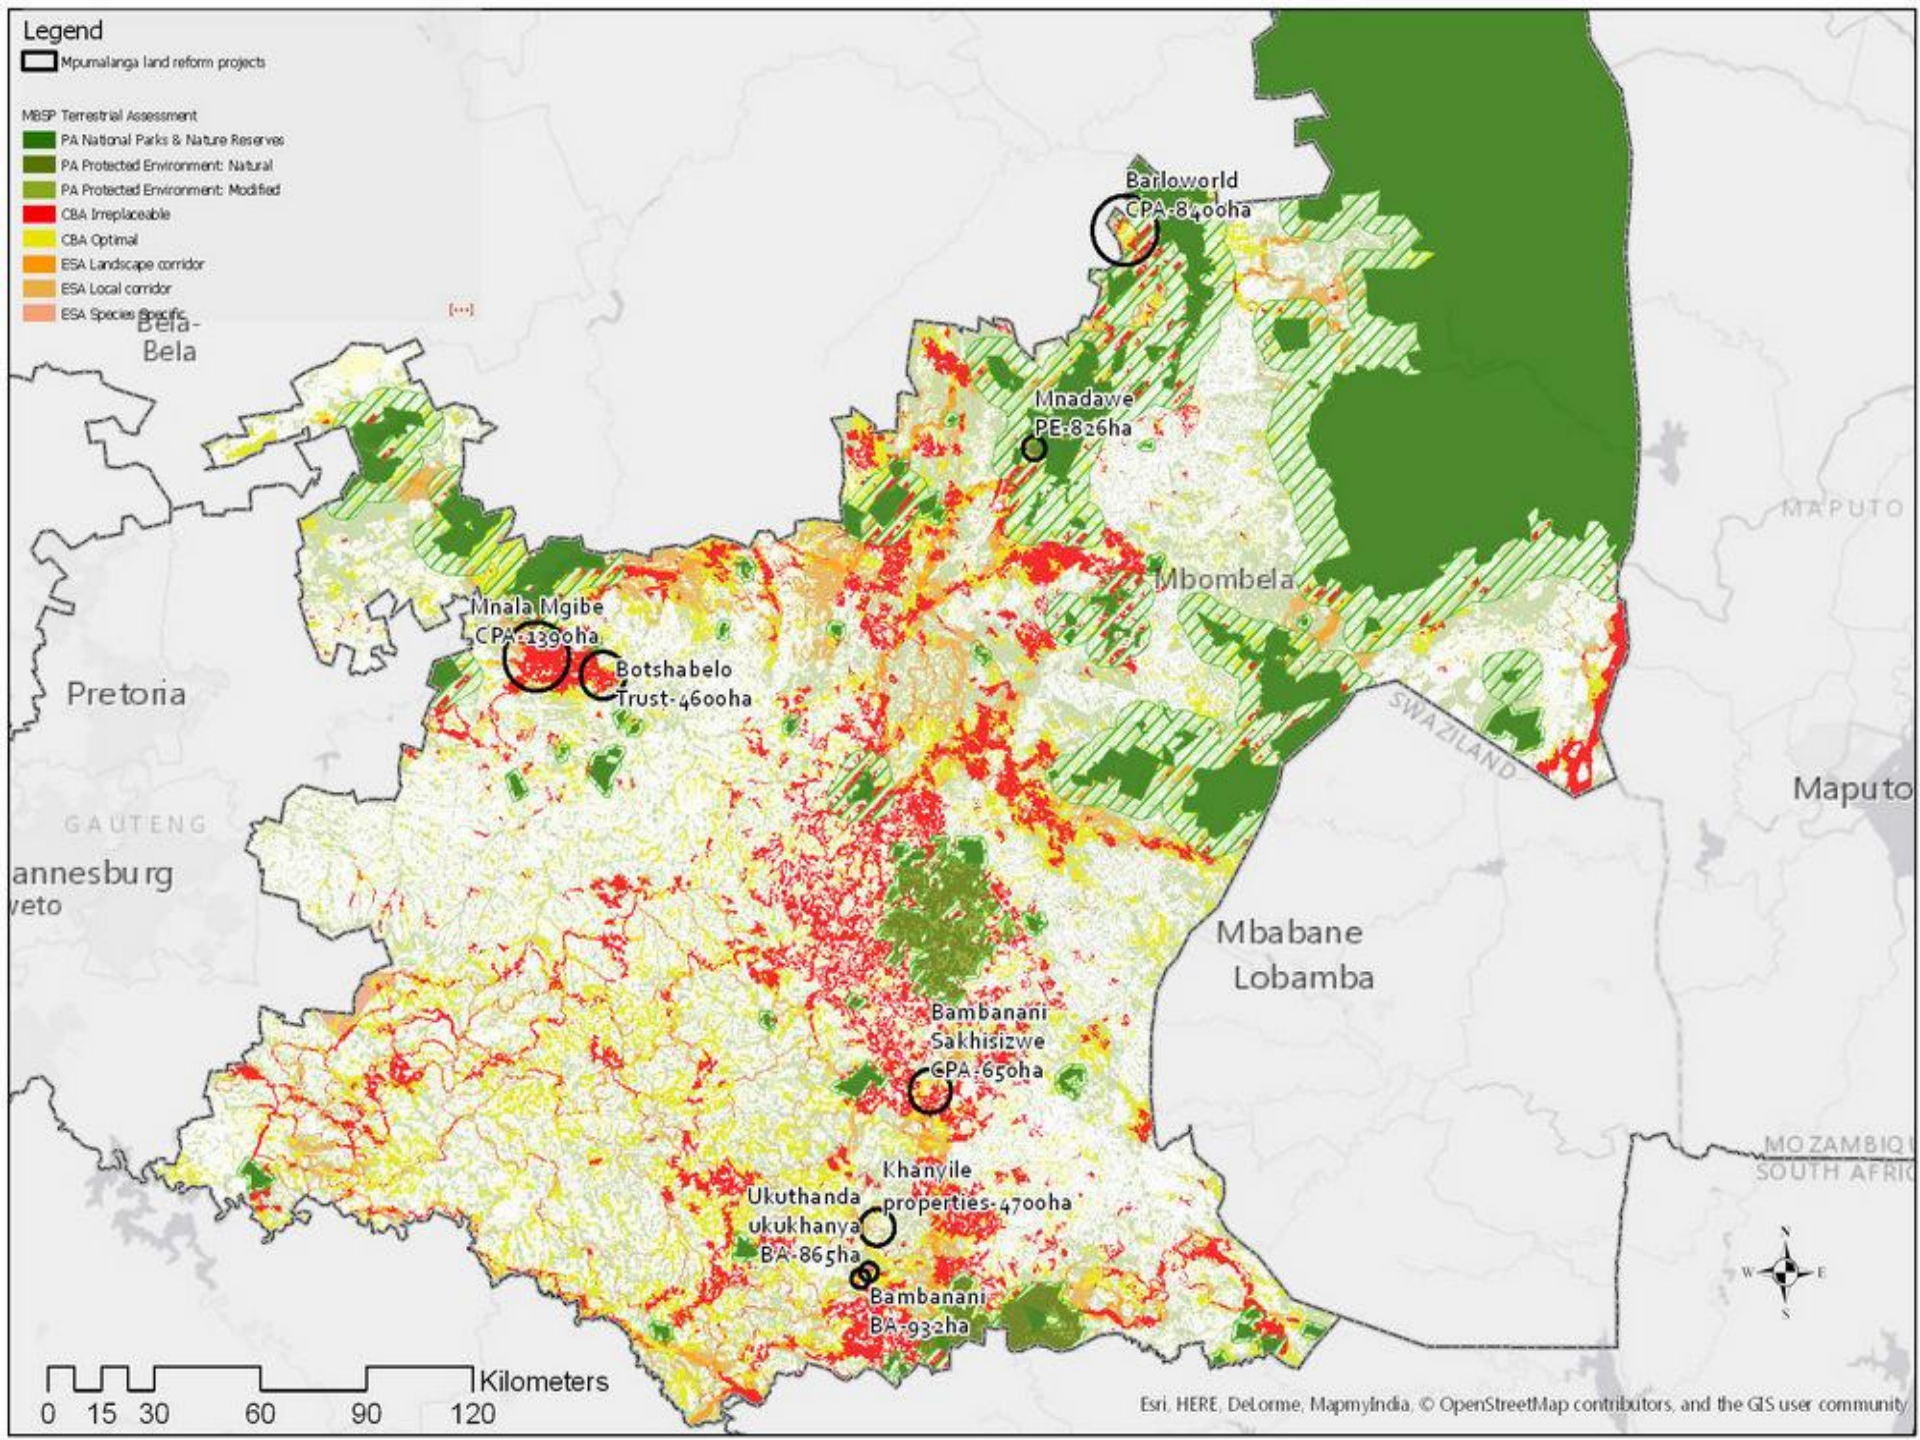 Legend
Mpumalanga land reform projects
MBSP Terrestrial Assessment
PA National Parks & Nature Reserves
PA Protected Environment: Natural
PA Protected Environment: Modified
CBA Irreplaceable
CBA Optimal
ESA Landscape corridor
ESA Local corridor
ESA Species Specific
[...]
Bela-
Bela
Barloworld
CPA-8400ha
Mnadawe
PE-826ha
MAPUTO
Mbombela
Mnala Mgibe
CPA-1390ha
Botshabelo
Trust-4600ha
Pretoria
SWAZILAND
Maputo
GAUTENG
annesburg
weto
Mbabane
Lobamba
Bambanani
Sakhisizwe
CPA-650ha
MOZAMBIQU
SOUTH AFRIC
Khanyile
properties-4700ha
Ukuthanda
ukukhanya
BA-865ha
Bambanani
BA-932ha
N
W E
S
Kilometers
0 15 30 60 90 120
Esri, HERE, DeLorme, MapmyIndia, © OpenStreetMap contributors, and the GIS user community